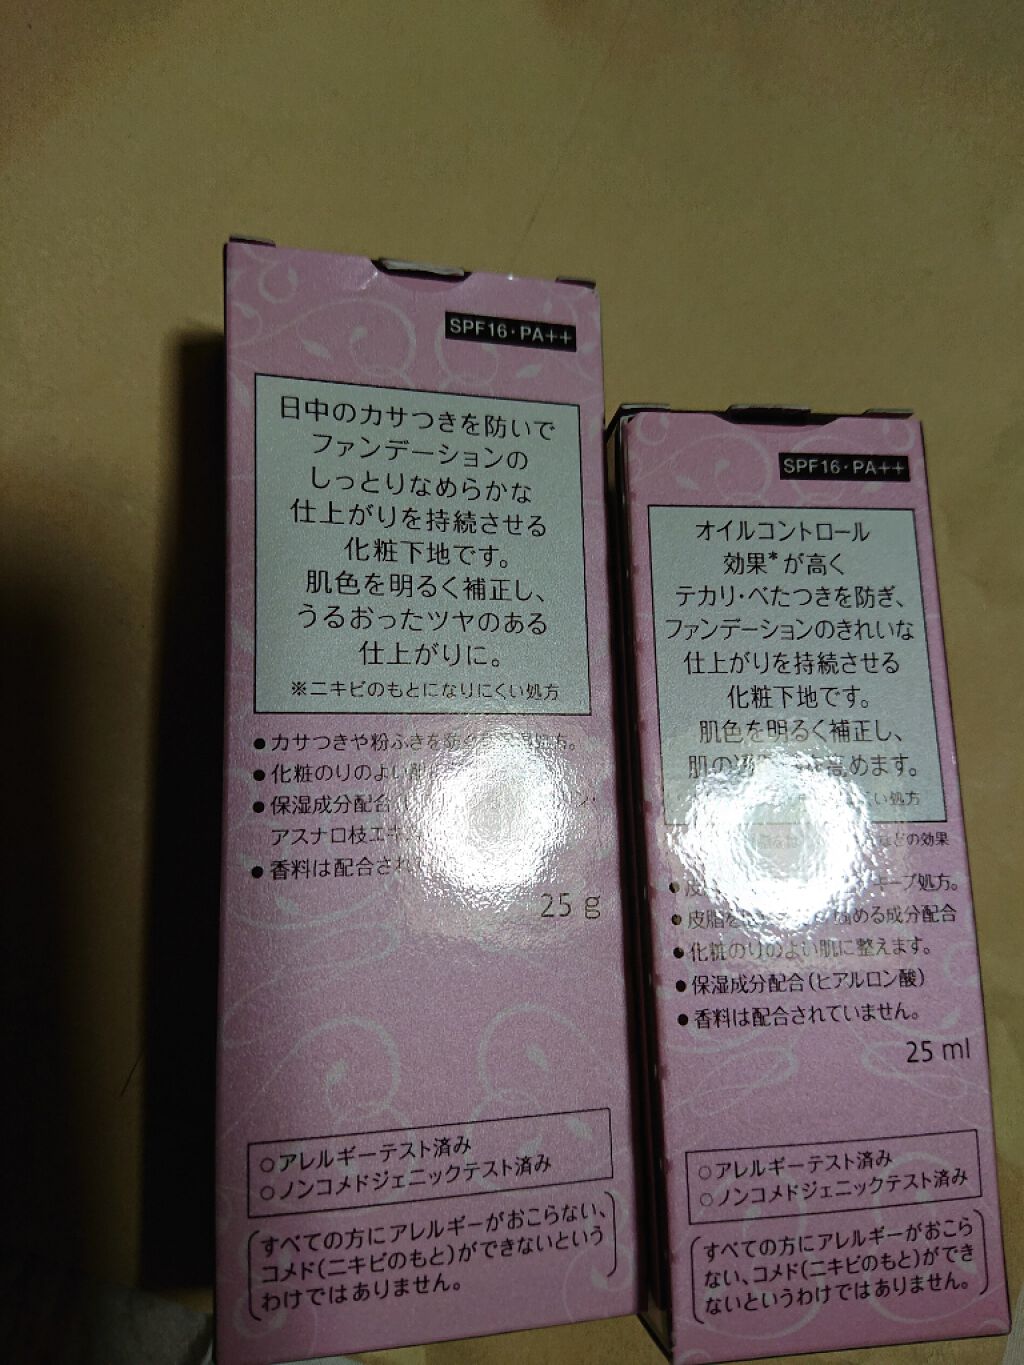 SPF16・PA++
日中のカサつきを防いで
ファンデーションの
しっとりなめらかな
仕上がりを持続させる
化粧下地です。
肌色を明るく補正し、
うるおったツヤのある
仕上がりに。
※ニキビのもとになりにくい処方
●カサつきや粉ふきを防ぐ
●化粧のりのよい
●保湿成分配合
アスナロ枝エキス
●香料は配合されて
25 g
○アレルギーテスト済み
○ノンコメドジェニックテスト済み
(すべての方にアレルギーがおこらない、
コメド(ニキビのもと)ができないという
わけではありません。)
SPF16・PA++
オイルコントロール
効果*が高く
テカリ・べたつきを防ぎ、
ファンデーションのきれいな
仕上がりを持続させる
化粧下地です。
肌色を明るく補正し、
肌の 高めます。
い処方
などの効果
● キープ処方。
●皮脂を 固める成分配合
●化粧のりのよい肌に整えます。
●保湿成分配合(ヒアルロン酸)
●香料は配合されていません。
25 ml
○アレルギーテスト済み
○ノンコメドジェニックテスト済み
(すべての方にアレルギーがおこら
ない、コメド(ニキビのもと)ができ
ないというわけではありません。)